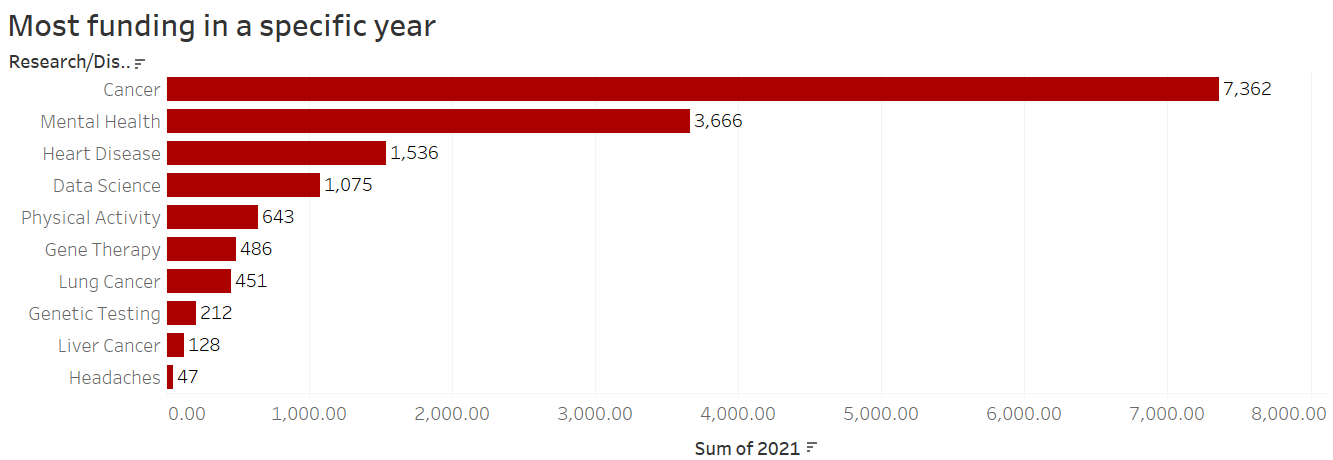 Most funding in a specific year
Research/Dis..
Cancer 7,362
Mental Health 3,666
Heart Disease 1,536
Data Science 1,075
Physical Activity 643
Gene Therapy 486
Lung Cancer 451
Genetic Testing 212
Liver Cancer 128
Headaches 47
0.00 1,000.00 2,000.00 3,000.00 4,000.00 5,000.00 6,000.00 7,000.00 8,000.00
Sum of 2021